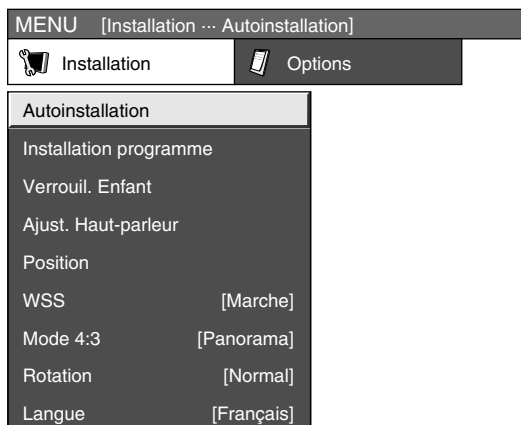 MENU [Installation ··· Autoinstallation]
Installation Options
Autoinstallation
Installation programme
Verrouil. Enfant
Ajust. Haut-parleur
Position
WSS [Marche]
Mode 4:3 [Panorama]
Rotation [Normal]
Langue [Français]